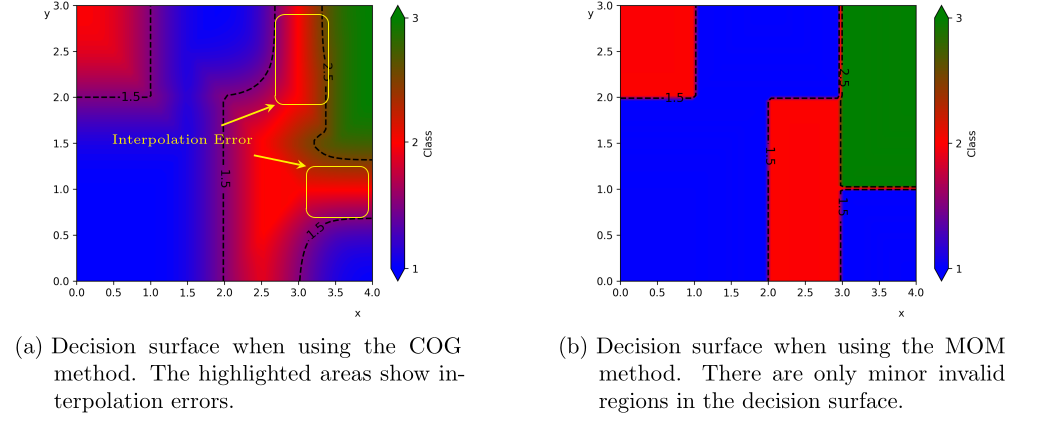 y
3.0
2.5
2.0
1.5
1.0
0.5
0.0
0.0 0.5 1.0 1.5 2.0 2.5 3.0 3.5 4.0
x
1.5
1.5
2.5
1.5
Interpolation Error
3
2
1
Class
y
3.0
2.5
2.0
1.5
1.0
0.5
0.0
0.0 0.5 1.0 1.5 2.0 2.5 3.0 3.5 4.0
x
1.5
1.5
2.5
1.5
3
2
1
Class
(a) Decision surface when using the COG
method. The highlighted areas show in-
terpolation errors.
(b) Decision surface when using the MOM
method. There are only minor invalid
regions in the decision surface.